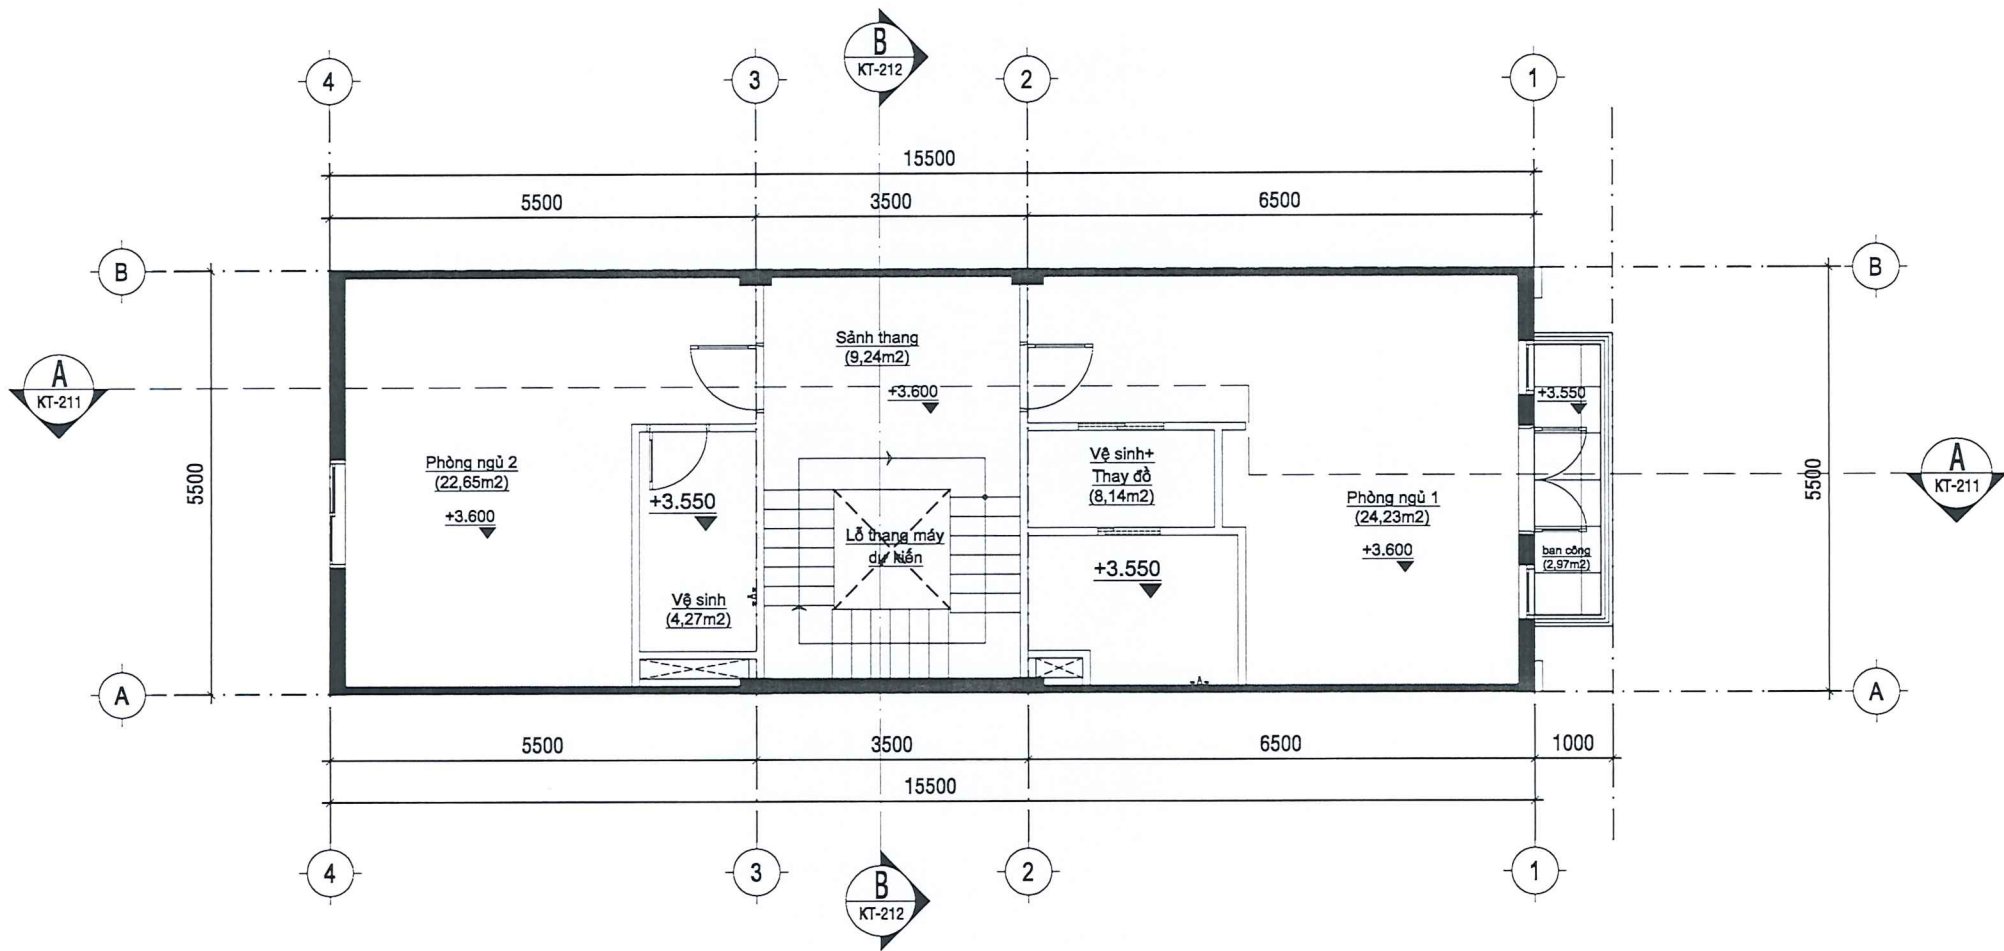 B
KT-212
4
3
2
1
15500
5500
3500
6500
B
B
Sảnh thang
(9,24m2)
+3.600
+3.550
A
KT-211
5500
Phòng ngủ 2
(22,65m2)
+3.600
+3.550
Vệ sinh+
Thay đồ
(8,14m2)
Phòng ngủ 1
(24,23m2)
+3.600
5500
A
KT-211
Lỗ thang máy
dự kiến
+3.550
ban công
(2,97m2)
Vệ sinh
(4,27m2)
A
A
A
A
5500
3500
6500
1000
15500
4
3
2
1
B
KT-212